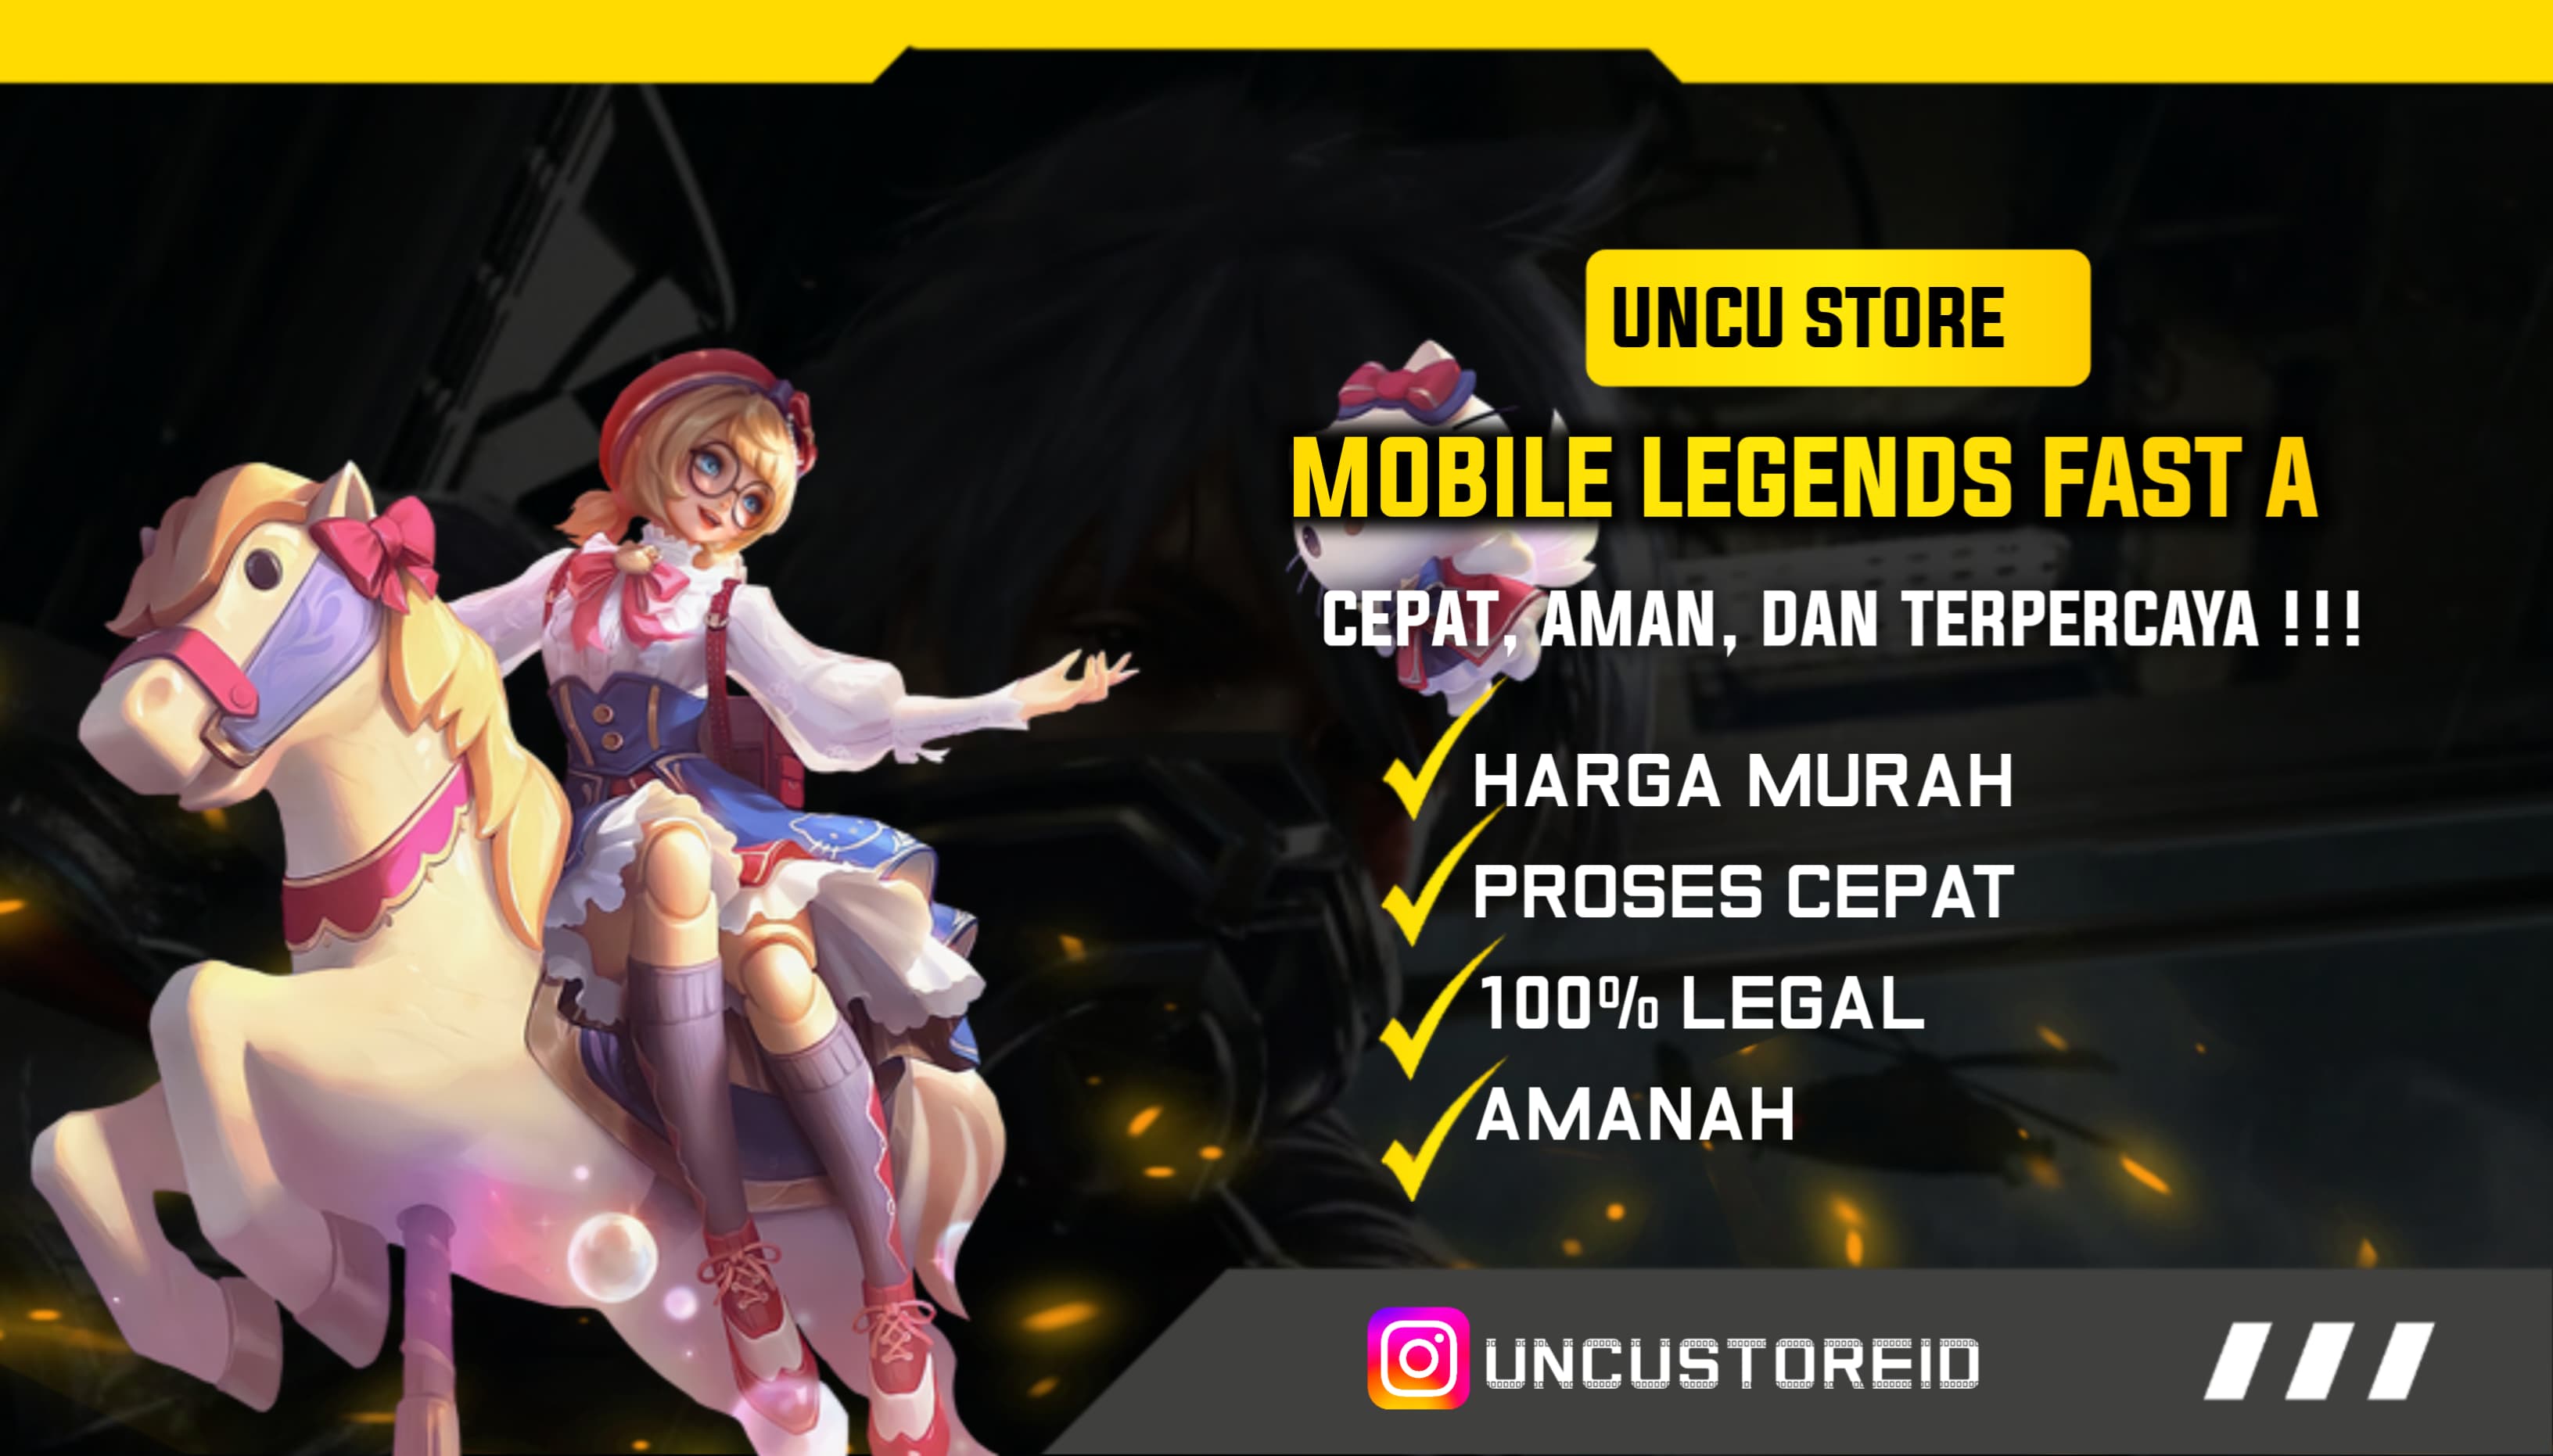 UNCU STORE
MOBILE LEGENDS FAST A
CEPAT, AMAN, DAN TERPERCAYA !!!
HARGA MURAH
PROSES CEPAT
100% LEGAL
AMANAH
UNCUSTOREID